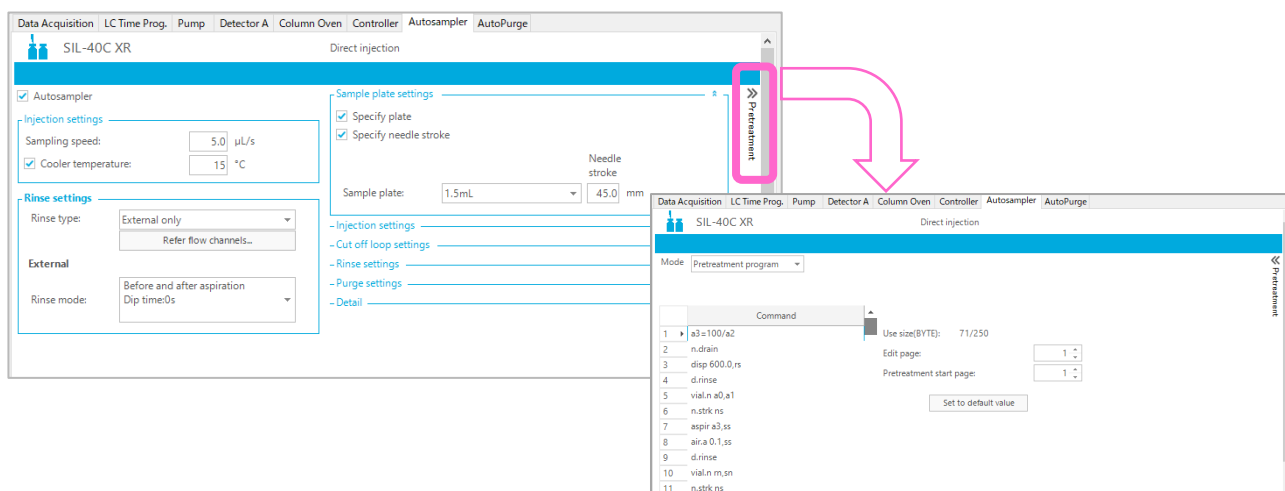 Data Acquisition LC Time Prog. Pump Detector A Column Oven Controller Autosampler AutoPurge
SIL-40C XR Direct injection
Autosampler
Injection settings
Sampling speed: 5.0 µL/s
Cooler temperature: 15 °C
Rinse settings
Rinse type: External only
Refer flow channels...
External
Rinse mode: Before and after aspiration
Dip time:0s
Sample plate settings
Specify plate
Specify needle stroke
Needle
stroke
Sample plate: 1.5mL 45.0 mm
Injection settings
Cut off loop settings
Rinse settings
Purge settings
Detail
Pretreatment
Data Acquisition LC Time Prog. Pump Detector A Column Oven Controller Autosampler AutoPurge
SIL-40C XR Direct injection
Mode Pretreatment program
Pretreatment
Command
1 a3=100/a2
2 n.drain
3 disp 600.0,rs
4 d.rinse
5 vial.n a0,a1
6 n.strk ns
7 aspir a3,ss
8 air.a 0.1,ss
9 d.rinse
10 vial.n rn,sn
11 n.strk ns
Use size(BYTE): 71/250
Edit page: 1
Pretreatment start page: 1
Set to default value